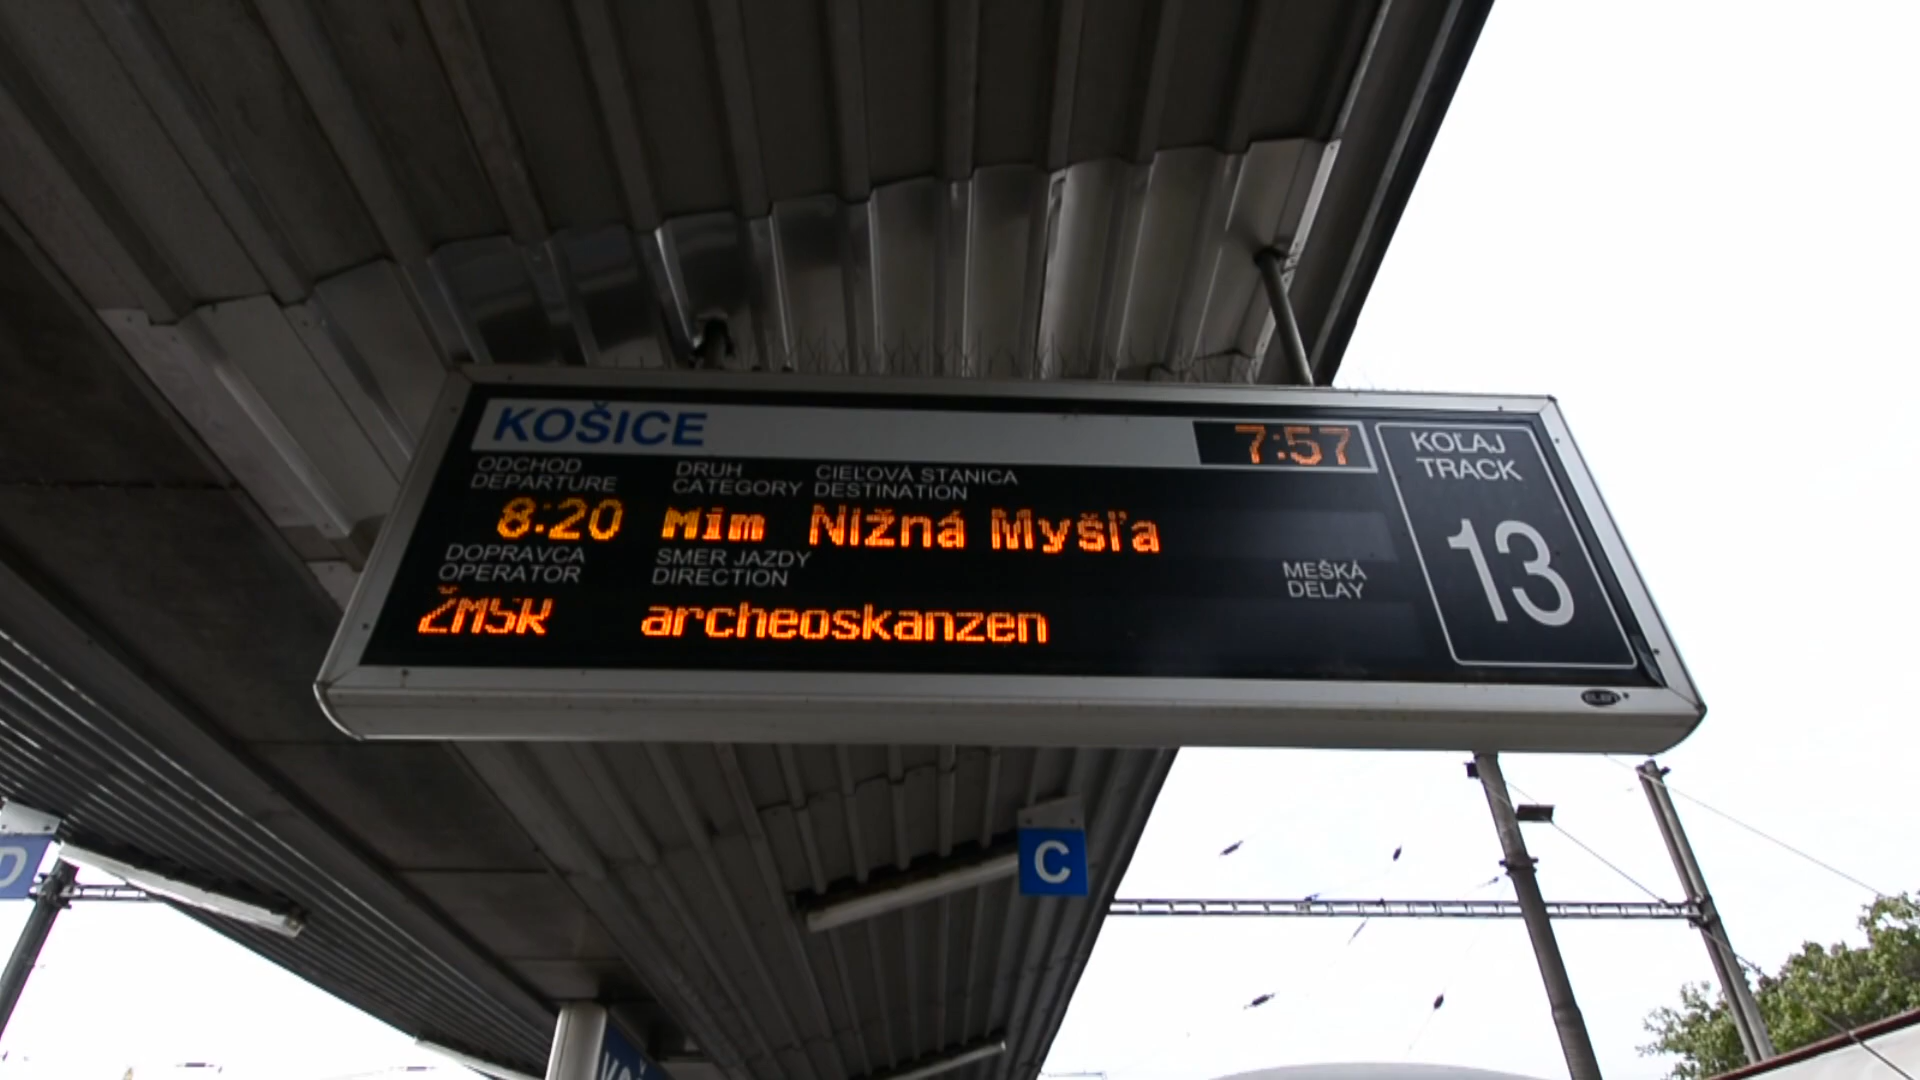 KOŠICE 7:57
KOĽAJ
TRACK
13
ODCHOD DRUH CIEĽOVÁ STANICA
DEPARTURE CATEGORY DESTINATION
8:20 Mim Nižná Myšľa
DOPRAVCA SMER JAZDY MEŠKÁ
OPERATOR DIRECTION DELAY
ŽMSR archeoskanzen
C
D